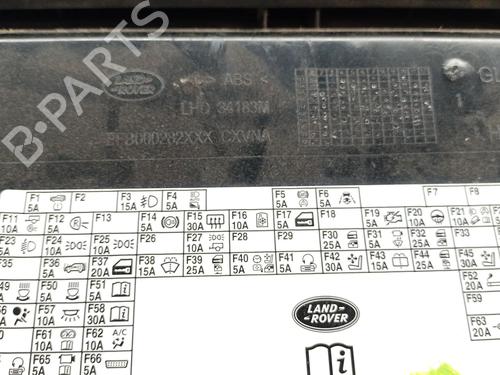 LAND ROVER
> ABS <
LHD 34183M
CXVNA
F1 5A F2 F3 15A F4 5A F5 5A F6 5A F7 F8
F11 10A F12 5A F13 F14 5A F15 30A F16 10A F17 5A F18 F19 5A F20 10A F21 10A
F23 5A F24 10A F25 10A F26 F27 10A F28 F29 F30 25A F31 5A F32 25A F33
F35 F36 5A F37 20A F38 15A F39 25A F40 5A F41 5A F42 30A F43 15A F44 25A F45 30A
F50 5A F51 5A F52 20A
F57 10A F58 30A F59
F61 10A F62 10A A/C F63 20A
F65 5A F66 5A
LAND ROVER
i